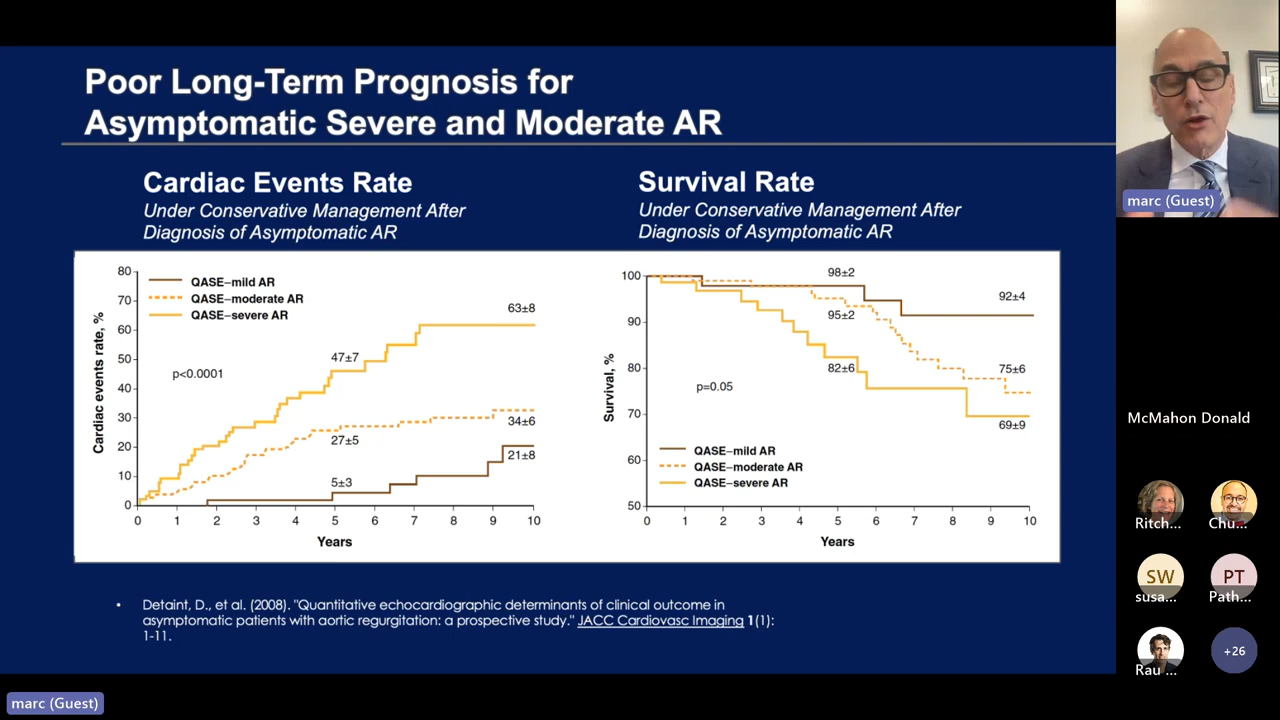 Poor Long-Term Prognosis for
Asymptomatic Severe and Moderate AR
Cardiac Events Rate
Under Conservative Management After
Diagnosis of Asymptomatic AR
80
70
60
50
40
30
20
10
0
Cardiac events rate, %
QASE–mild AR
QASE–moderate AR
QASE–severe AR
p<0.0001
63±8
47±7
34±6
27±5
21±8
5±3
0 1 2 3 4 5 6 7 8 9 10
Years
Survival Rate
Under Conservative Management After
Diagnosis of Asymptomatic AR
100
90
80
70
60
50
Survival, %
98±2
92±4
95±2
82±6
75±6
69±9
p=0.05
QASE–mild AR
QASE–moderate AR
QASE–severe AR
0 1 2 3 4 5 6 7 8 9 10
Years
• Detaint, D., et al. (2008). "Quantitative echocardiographic determinants of clinical outcome in
asymptomatic patients with aortic regurgitation: a prospective study." JACC Cardiovasc Imaging 1(1):
1-11.
marc (Guest)
McMahon Donald
Ritch...
Chu...
SW
susa...
PT
Path...
Rau ...
+26
marc (Guest)